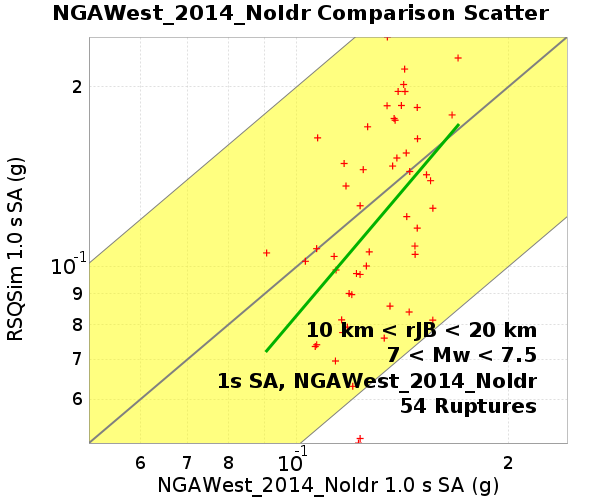 NGAWest_2014_NoIdr Comparison Scatter
RSQSim 1.0 s SA (g)
2
10-1
9
8
7
6
10 km < rJB < 20 km
7 < Mw < 7.5
1s SA, NGAWest_2014_NoIdr
54 Ruptures
6 7 8 10-1 2
NGAWest_2014_NoIdr 1.0 s SA (g)